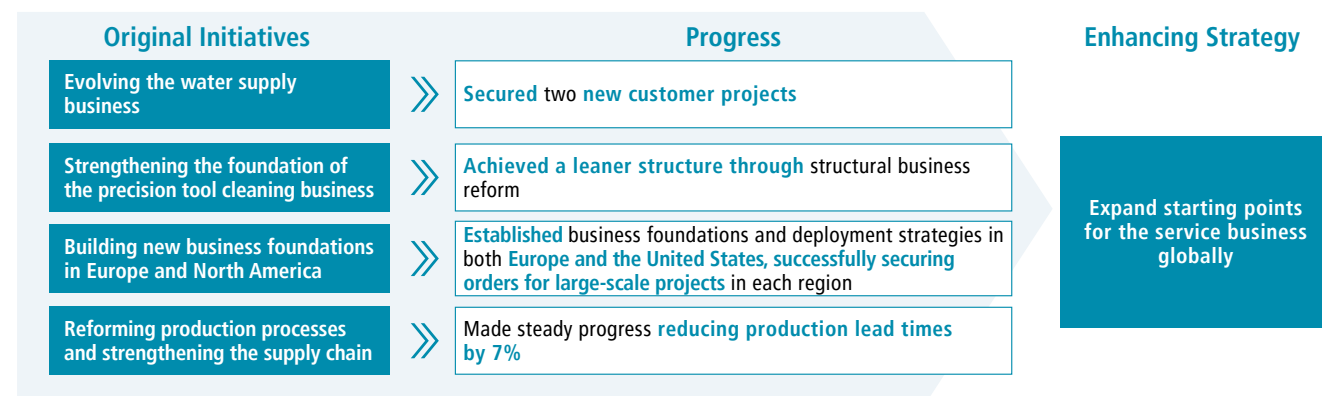 Original Initiatives
Progress
Enhancing Strategy
Evolving the water supply
business
Secured two new customer projects
Strengthening the foundation of
the precision tool cleaning business
Achieved a leaner structure through structural business
reform
Building new business foundations
in Europe and North America
Established business foundations and deployment strategies in
both Europe and the United States, successfully securing
orders for large-scale projects in each region
Reforming production processes
and strengthening the supply chain
Made steady progress reducing production lead times
by 7%
Expand starting points
for the service business
globally